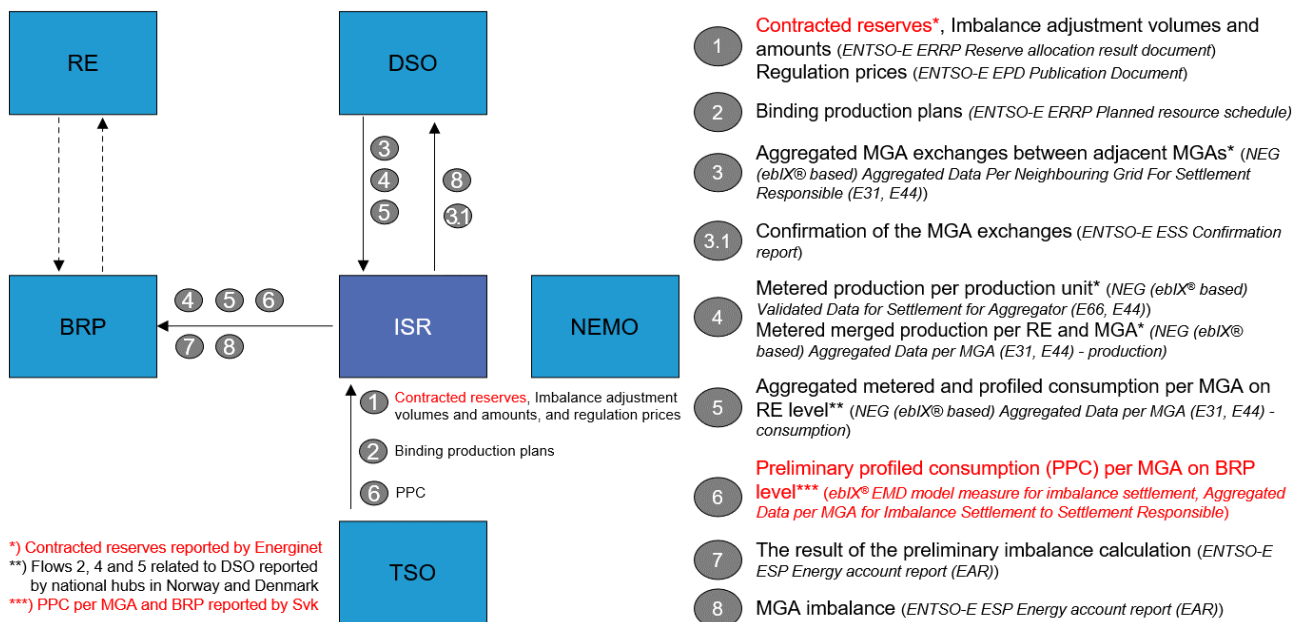 RE
DSO
3
4
5
8
3.1
BRP
4 5 6
7 8
ISR
NEMO
1 Contracted reserves, Imbalance adjustment
volumes and amounts, and regulation prices
2 Binding production plans
6 PPC
TSO
*) Contracted reserves reported by Energinet
**) Flows 2, 4 and 5 related to DSO reported
by national hubs in Norway and Denmark
***) PPC per MGA and BRP reported by Svk
1 Contracted reserves*, Imbalance adjustment volumes and
amounts (ENTSO-E ERRP Reserve allocation result document)
Regulation prices (ENTSO-E EPD Publication Document)
2 Binding production plans (ENTSO-E ERRP Planned resource schedule)
3 Aggregated MGA exchanges between adjacent MGAs* (NEG
(ebIX® based) Aggregated Data Per Neighbouring Grid For Settlement
Responsible (E31, E44))
3.1 Confirmation of the MGA exchanges (ENTSO-E ESS Confirmation
report)
4 Metered production per production unit* (NEG (ebIX® based)
Validated Data for Settlement for Aggregator (E66, E44))
Metered merged production per RE and MGA* (NEG (ebIX®
based) Aggregated Data per MGA (E31, E44) - production)
5 Aggregated metered and profiled consumption per MGA on
RE level** (NEG (ebIX® based) Aggregated Data per MGA (E31, E44) -
consumption)
6 Preliminary profiled consumption (PPC) per MGA on BRP
level*** (ebIX® EMD model measure for imbalance settlement, Aggregated
Data per MGA for Imbalance Settlement to Settlement Responsible)
7 The result of the preliminary imbalance calculation (ENTSO-E
ESP Energy account report (EAR))
8 MGA imbalance (ENTSO-E ESP Energy account report (EAR))